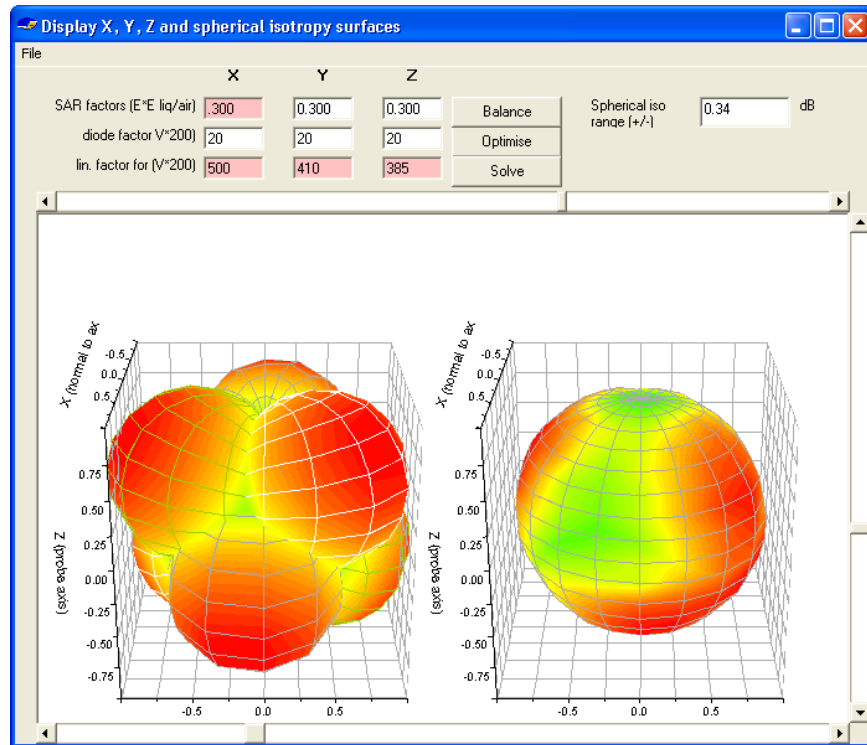 Display X, Y, Z and spherical isotropy surfaces
File
X Y Z
SAR factors (E*E liq/air) .300 0.300 0.300 Balance Spherical iso range (+/-) 0.34 dB
diode factor V*200) 20 20 20 Optimise
lin. factor for (V*200) 500 410 385 Solve
X (normal to ax
-0.5
0.0
0.5
0.75
0.50
0.25
0.00
-0.25
-0.50
-0.75
Z (probe axis)
-0.5 0.0 0.5
X (normal to ax
-0.5
0.0
0.5
0.75
0.50
0.25
0.00
-0.25
-0.50
-0.75
Z (probe axis)
-0.5 0.0 0.5